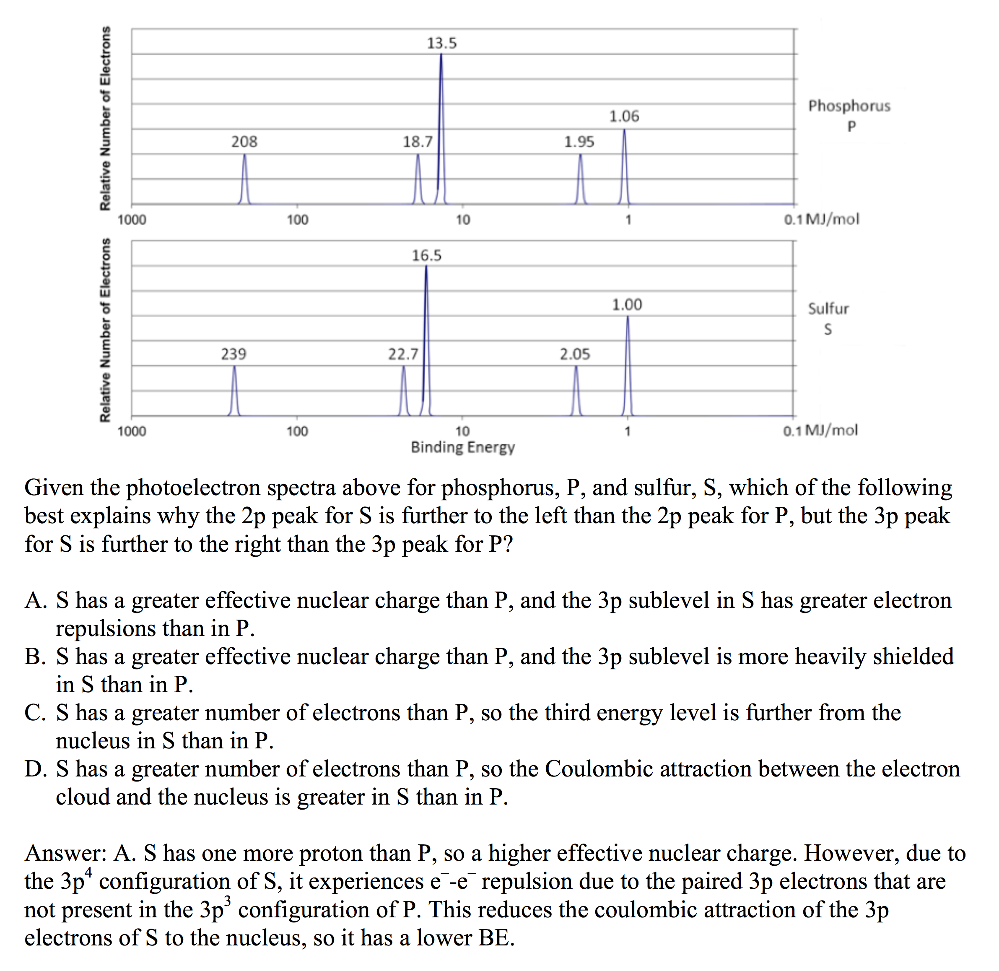 Relative Number of Electrons
13.5
1.06
208
18.7
1.95
Phosphorus
P
1000
100
10
1
0.1 MJ/mol
Relative Number of Electrons
16.5
1.00
239
22.7
2.05
Sulfur
S
1000
100
10
1
0.1 MJ/mol
Binding Energy
Given the photoelectron spectra above for phosphorus, P, and sulfur, S, which of the following
best explains why the 2p peak for S is further to the left than the 2p peak for P, but the 3p peak
for S is further to the right than the 3p peak for P?
A. S has a greater effective nuclear charge than P, and the 3p sublevel in S has greater electron
repulsions than in P.
B. S has a greater effective nuclear charge than P, and the 3p sublevel is more heavily shielded
in S than in P.
C. S has a greater number of electrons than P, so the third energy level is further from the
nucleus in S than in P.
D. S has a greater number of electrons than P, so the Coulombic attraction between the electron
cloud and the nucleus is greater in S than in P.
Answer: A. S has one more proton than P, so a higher effective nuclear charge. However, due to
the 3p⁴ configuration of S, it experiences e⁻-e⁻ repulsion due to the paired 3p electrons that are
not present in the 3p³ configuration of P. This reduces the coulombic attraction of the 3p
electrons of S to the nucleus, so it has a lower BE.